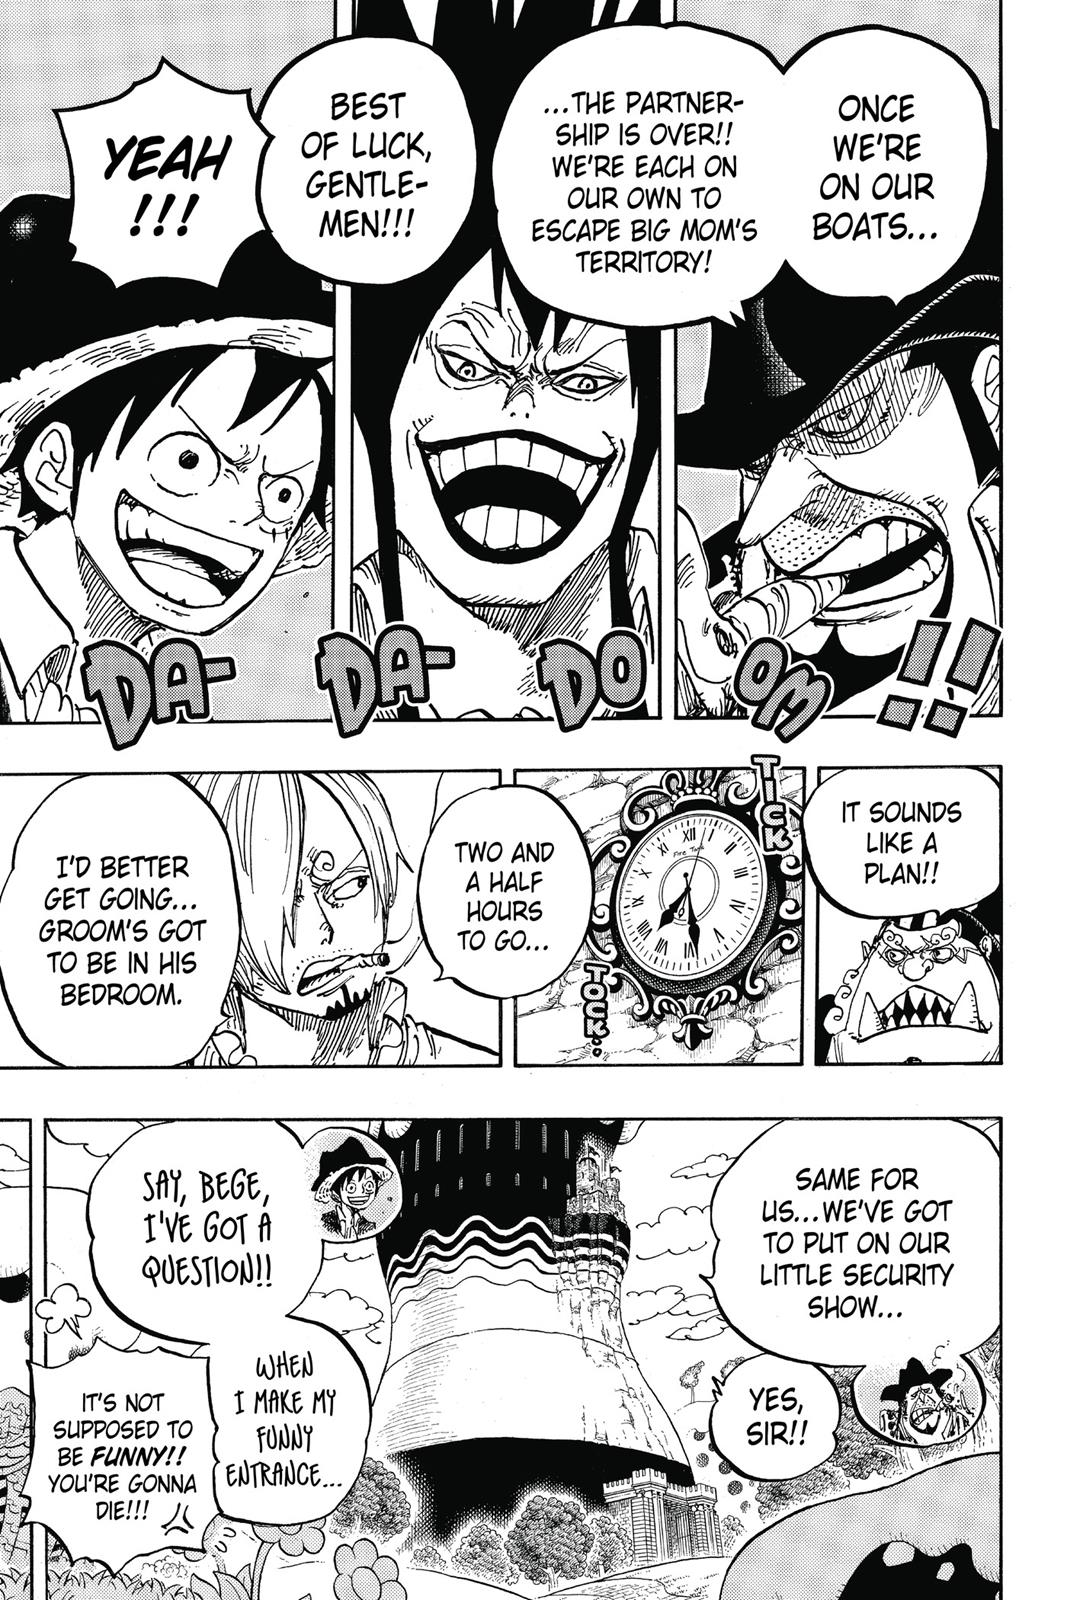 ONCE
WE'RE
ON OUR
BOATS...
...THE PARTNER-
SHIP IS OVER!!
WE'RE EACH ON
OUR OWN TO
ESCAPE BIG MOM'S
TERRITORY!
BEST
OF LUCK,
GENTLE-
MEN!!!
YEAH
!!!
DA-
DA-
DO
OM
!!
IT SOUNDS
LIKE A
PLAN!!
TICK
TOCK..
TWO AND
A HALF
HOURS
TO GO...
I'D BETTER
GET GOING...
GROOM'S GOT
TO BE IN HIS
BEDROOM.
SAME FOR
US...WE'VE GOT
TO PUT ON OUR
LITTLE SECURITY
SHOW...
YES,
SIR!!
SAY, BEGE,
I'VE GOT A
QUESTION!!
WHEN
I MAKE MY
FUNNY
ENTRANCE...
IT'S NOT
SUPPOSED TO
BE FUNNY!!
YOU'RE GONNA
DIE!!!